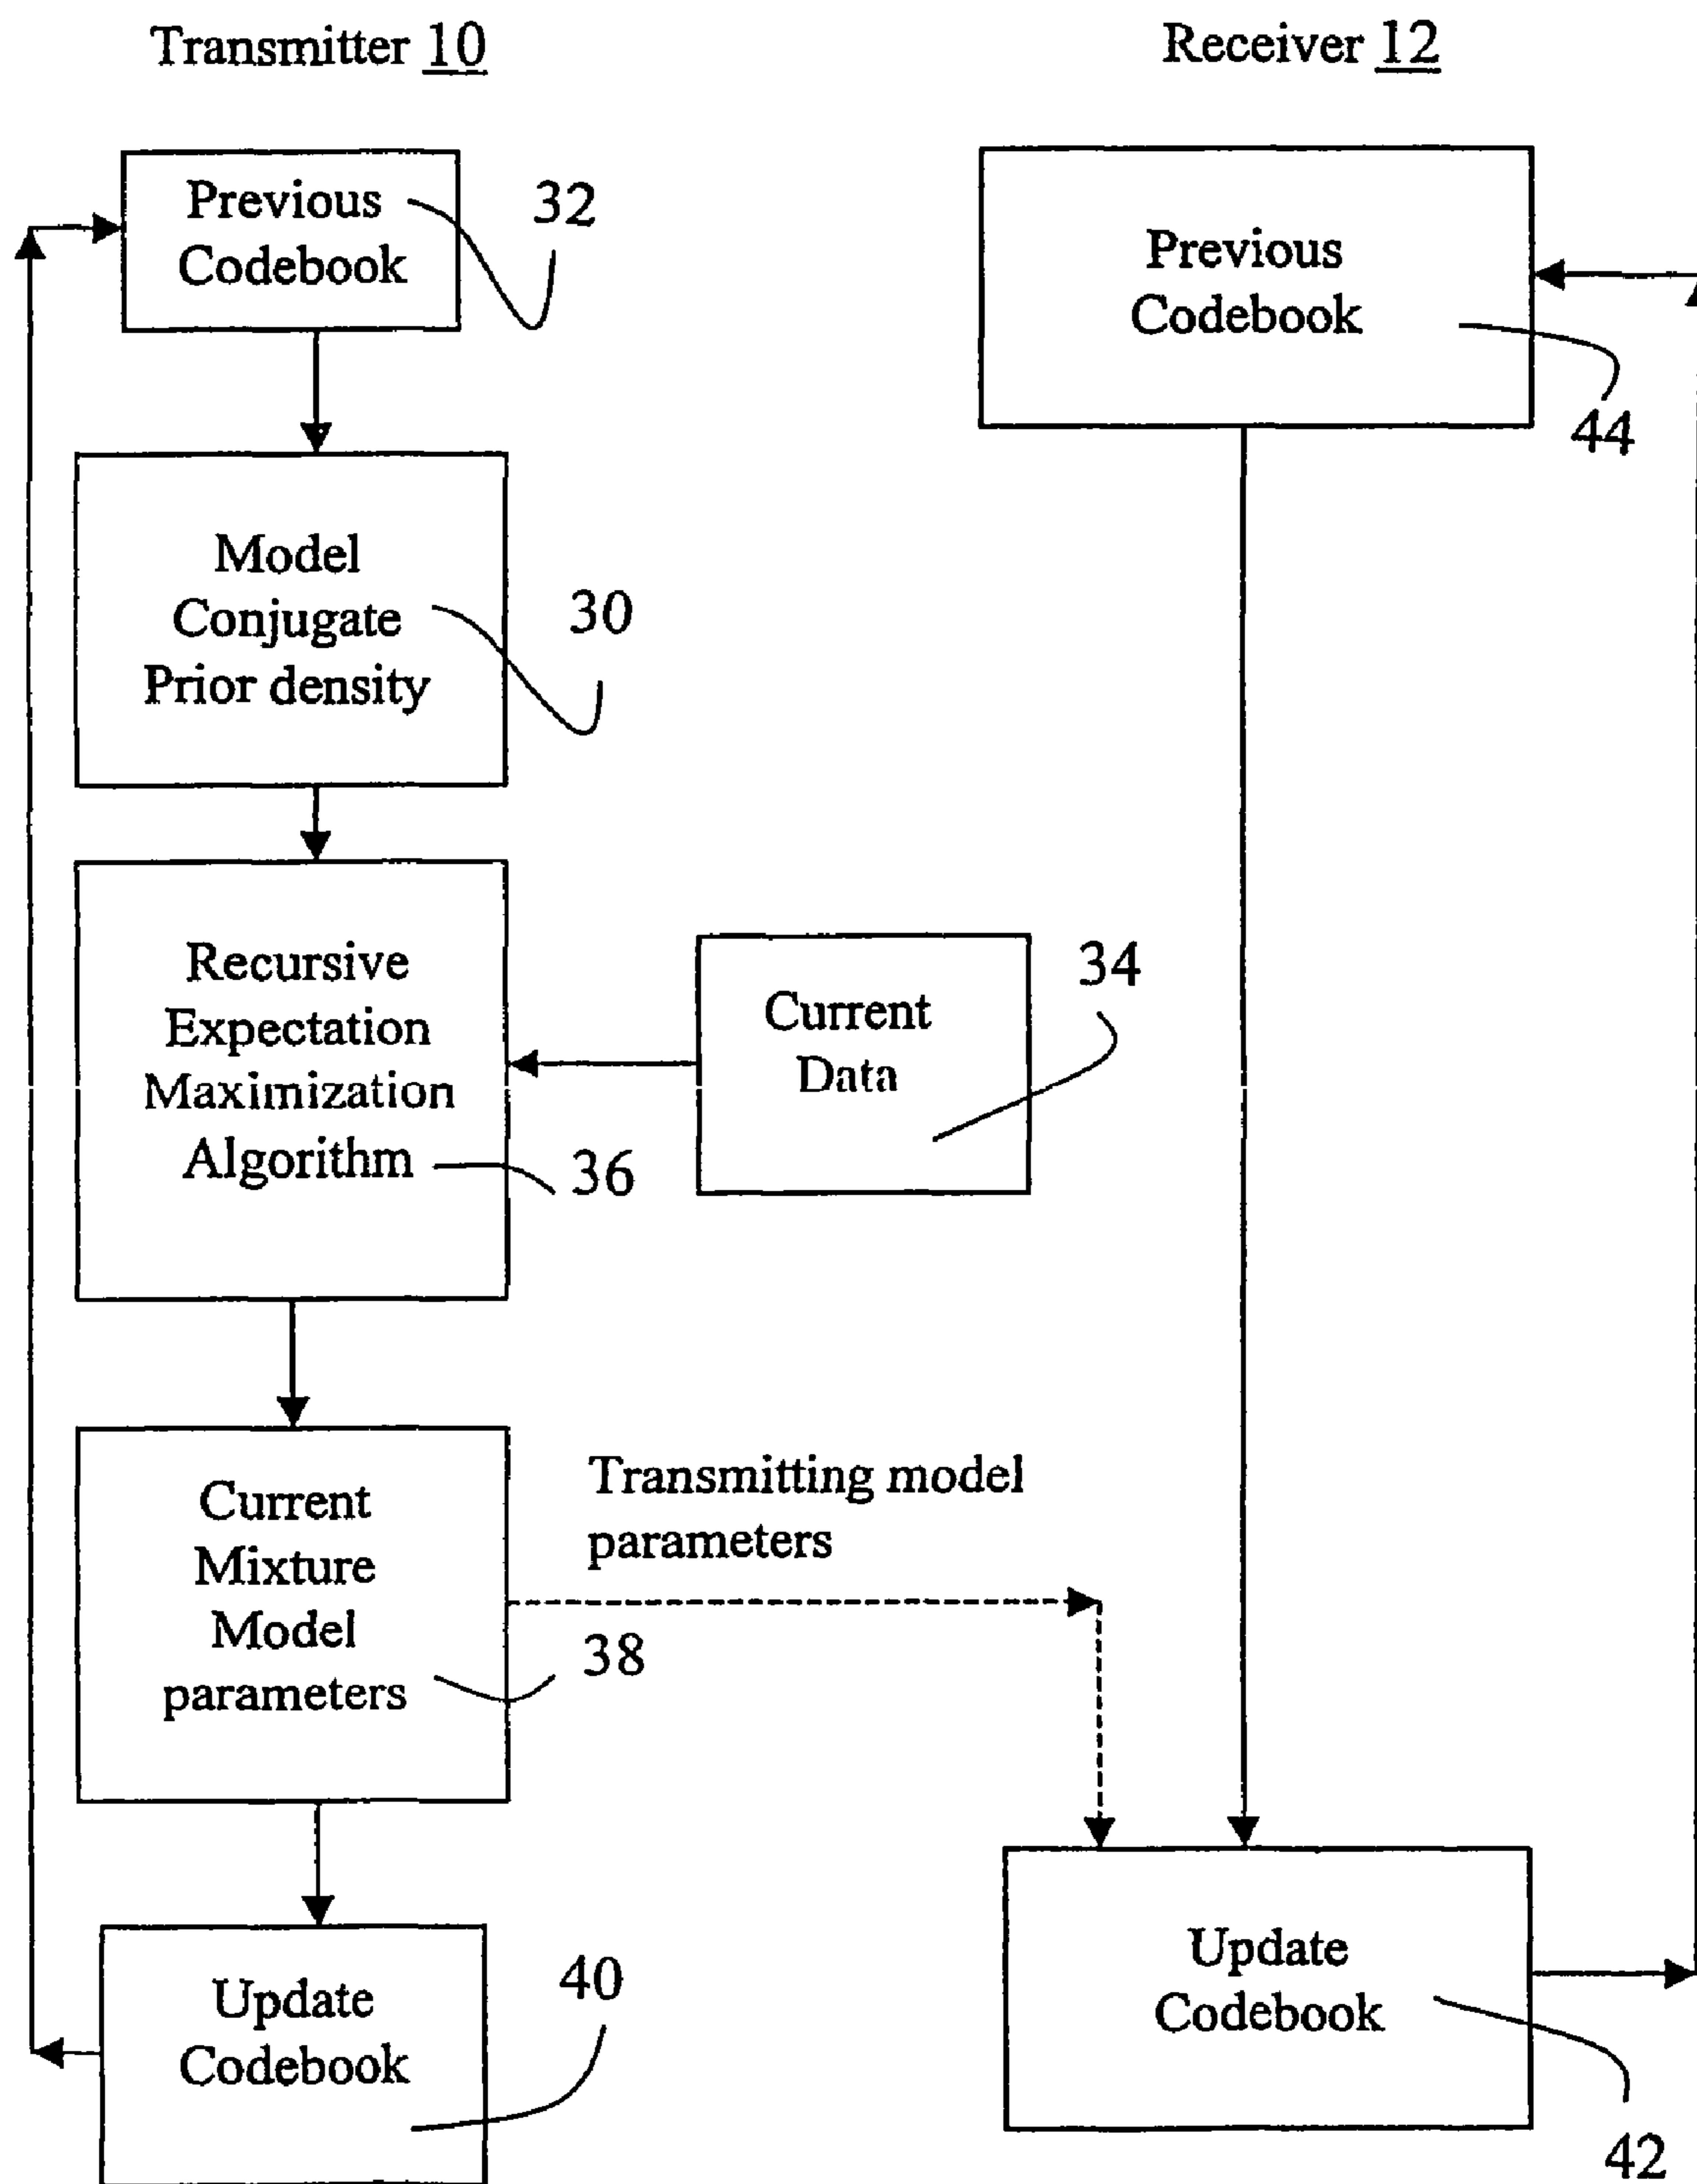 Transmitter 10
Receiver 12
Previous
Codebook
32
Previous
Codebook
44
Model
Conjugate
Prior density
30
Recursive
Expectation
Maximization
Algorithm
36
Current
Data
34
Current
Mixture
Model
parameters
38
Transmitting model
parameters
Update
Codebook
40
Update
Codebook
42